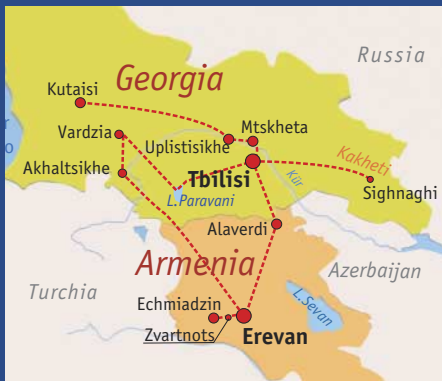 Russia
Georgia
Kutaisi
Vardzia
Uplistisikhe
Mtskheta
Akhaltsikhe
Tbilisi
Kakheti
Kür
Sighnaghi
L.Paravani
Alaverdi
Armenia
Azerbaijan
Turchia
Echmiadzin
L.Sevan
Zvartnots
Erevan